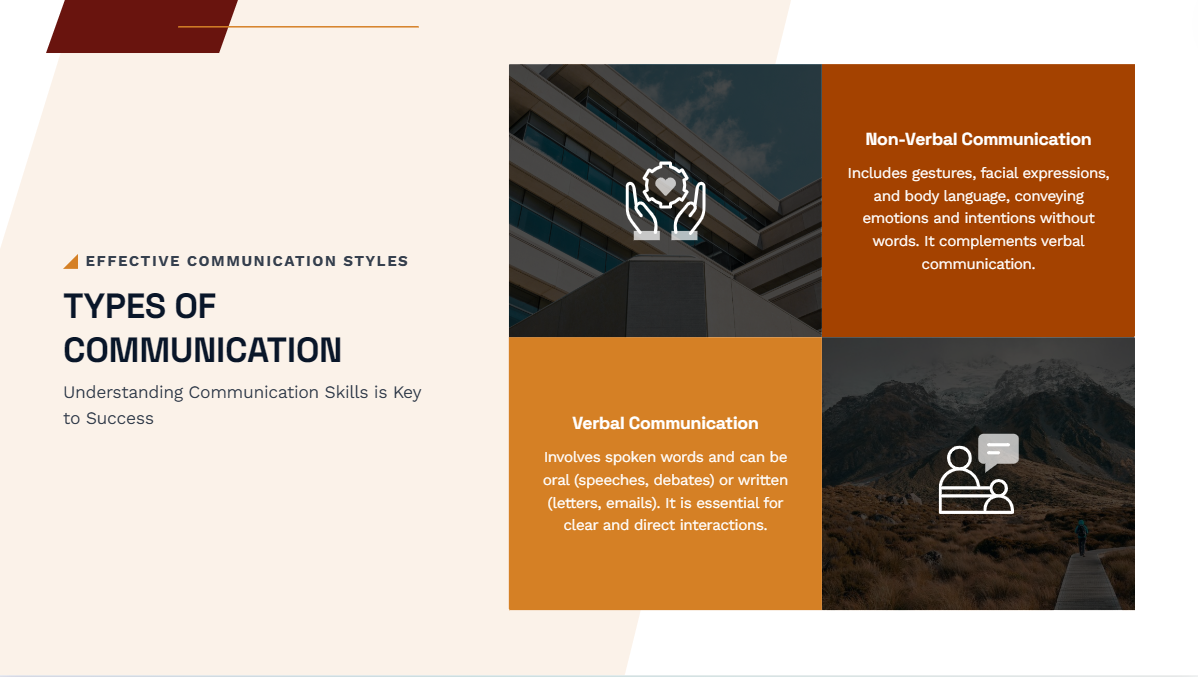 EFFECTIVE COMMUNICATION STYLES
TYPES OF
COMMUNICATION
Understanding Communication Skills is Key
to Success
Non-Verbal Communication
Includes gestures, facial expressions,
and body language, conveying
emotions and intentions without
words. It complements verbal
communication.
Verbal Communication
Involves spoken words and can be
oral (speeches, debates) or written
(letters, emails). It is essential for
clear and direct interactions.